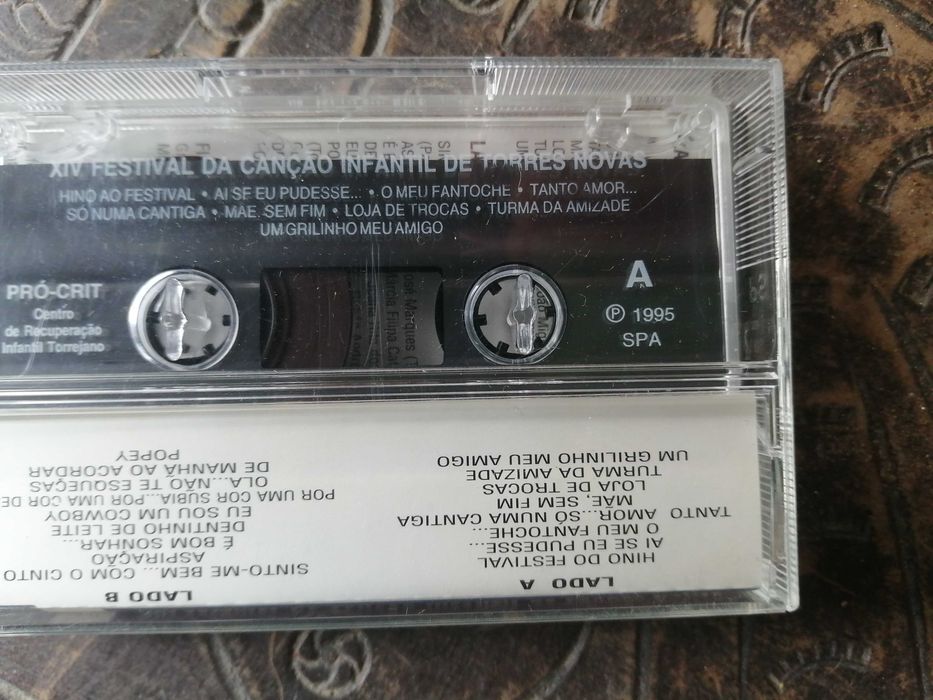 XIV FESTIVAL DA CANÇÃO INFANTIL DE TORRES NOVAS
HINO AO FESTIVAL • AI SE EU PUDESSE... • O MEU FANTOCHE • TANTO AMOR...
SÓ NUMA CANTIGA • MÃE, SEM FIM • LOJA DE TROCAS • TURMA DA AMIZADE
UM GRILINHO MEU AMIGO
PRÓ-CRIT
Centro
de Recuperação
Infantil Torrejano
A
℗ 1995
SPA
LADO A
HINO DO FESTIVAL
AI SE EU PUDESSE...
O MEU FANTOCHE...
TANTO AMOR...SÓ NUMA CANTIGA
MÃE, SEM FIM
LOJA DE TROCAS
TURMA DA AMIZADE
UM GRILINHO MEU AMIGO
LADO B
SINTO-ME BEM... COM O CINTO
ASPIRAÇÃO
É BOM SONHAR...
DENTINHO DE LEITE
EU SOU UM COWBOY
POR UMA COR SUBIA...POR UMA COR DE
OLA...NÃO TE ESQUEÇAS
DE MANHÃ AO ACORDAR
POPEY